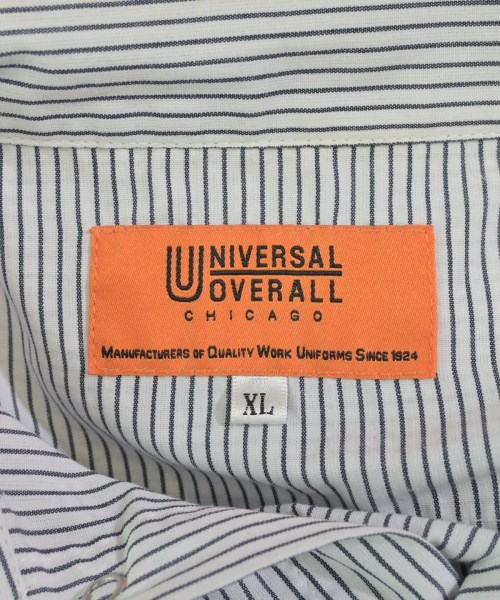 UNIVERSAL
OVERALL
CHICAGO
MANUFACTURERS OF QUALITY WORK UNIFORMS SINCE 1924
XL